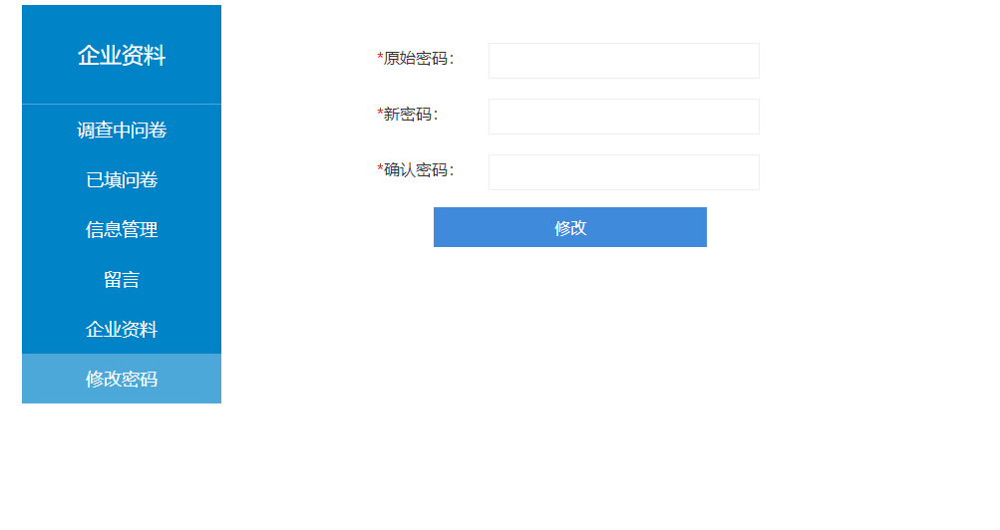 企业资料
调查中问卷
已填问卷
信息管理
留言
企业资料
修改密码
*原始密码：
*新密码：
*确认密码：
修改